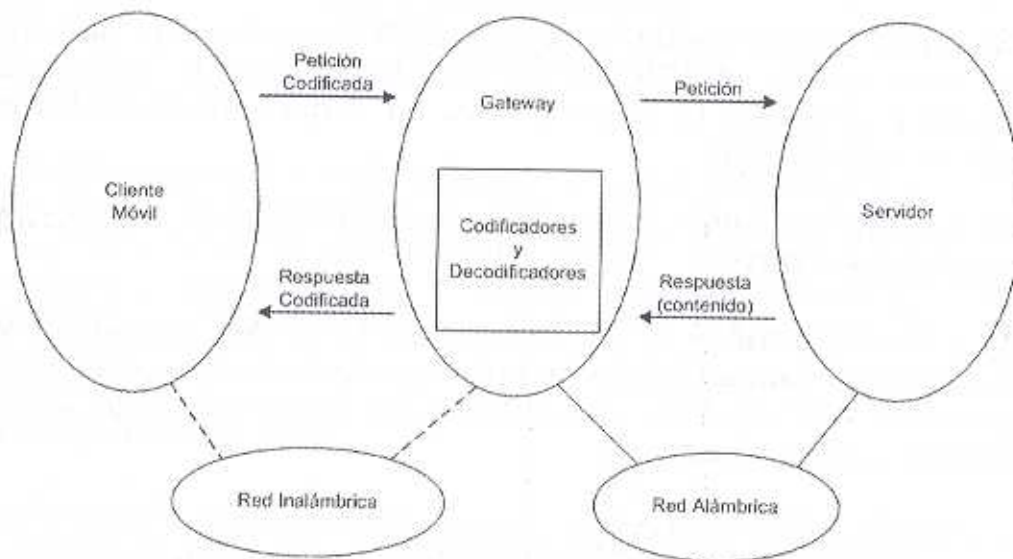 Petición
Codificada
Gateway
Petición
Cliente
Móvil
Codificadores
y
Decodificadores
Servidor
Respuesta
Codificada
Respuesta
(contenido)
Red Inalámbrica
Red Alámbrica